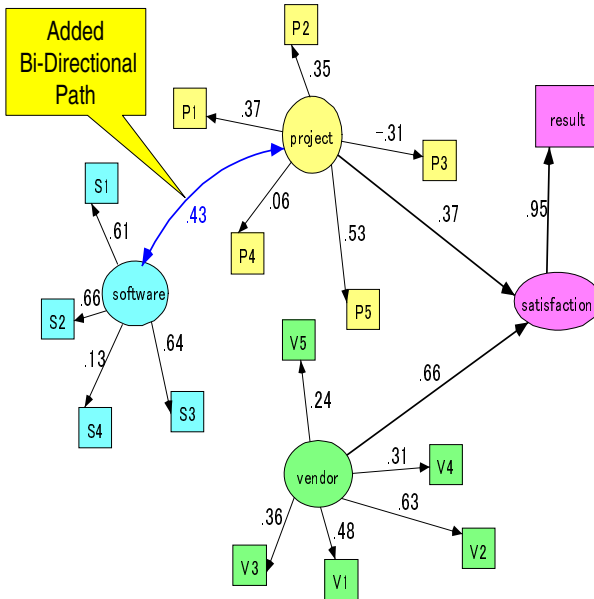 Added
Bi-Directional
Path
P2
.35
P1
.37
project
-.31
P3
result
S1
.61
.43
.06
P4
.53
P5
.37
.95
software
.66
S2
.13
.64
S4
S3
satisfaction
V5
.24
.66
vendor
.31
V4
.36
.48
.63
V3
V1
V2